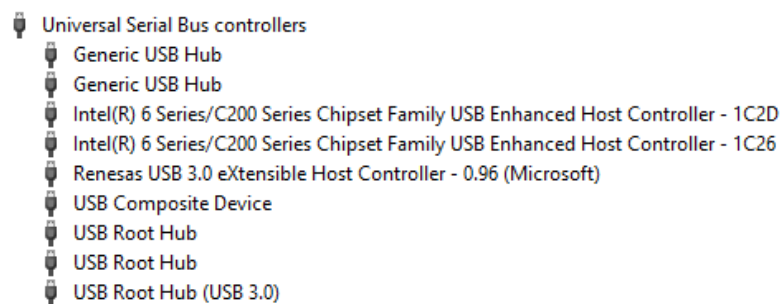 Universal Serial Bus controllers
Generic USB Hub
Generic USB Hub
Intel(R) 6 Series/C200 Series Chipset Family USB Enhanced Host Controller - 1C2D
Intel(R) 6 Series/C200 Series Chipset Family USB Enhanced Host Controller - 1C26
Renesas USB 3.0 eXtensible Host Controller - 0.96 (Microsoft)
USB Composite Device
USB Root Hub
USB Root Hub
USB Root Hub (USB 3.0)